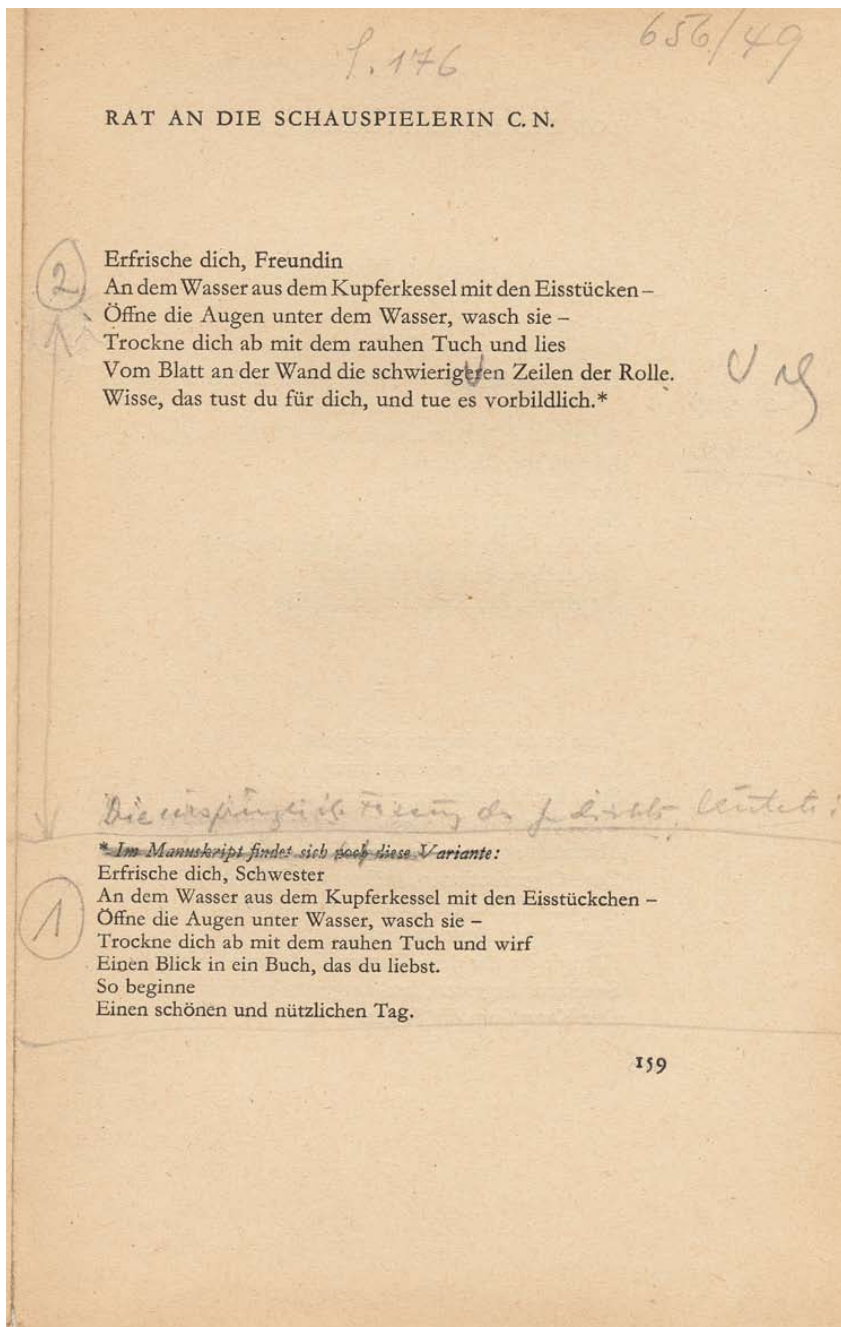 S. 176
656/49
RAT AN DIE SCHAUSPIELERIN C. N.
2
Erfrische dich, Freundin
An dem Wasser aus dem Kupferkessel mit den Eisstücken –
Öffne die Augen unter dem Wasser, wasch sie –
Trockne dich ab mit dem rauhen Tuch und lies
Vom Blatt an der Wand die schwierigeren Zeilen der Rolle.
Wisse, das tust du für dich, und tue es vorbildlich.*
Die ursprüngliche Fassung des Gedichts lautete:
* Im Manuskript findet sich noch diese Variante:
Erfrische dich, Schwester
An dem Wasser aus dem Kupferkessel mit den Eisstückchen –
1
Öffne die Augen unter Wasser, wasch sie –
Trockne dich ab mit dem rauhen Tuch und wirf
Einen Blick in ein Buch, das du liebst.
So beginne
Einen schönen und nützlichen Tag.
159